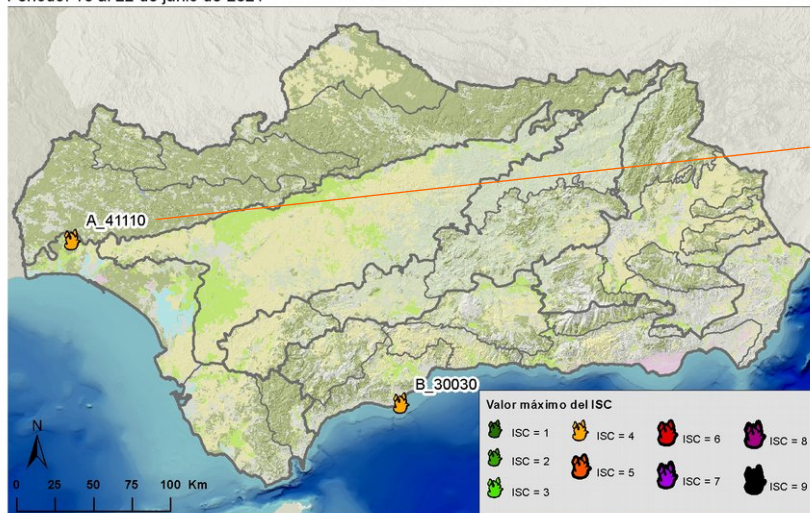 A_41110
B_30030
N
0 25 50 75 100 Km
Valor máximo del ISC
ISC = 1
ISC = 2
ISC = 3
ISC = 4
ISC = 5
ISC = 6
ISC = 7
ISC = 8
ISC = 9